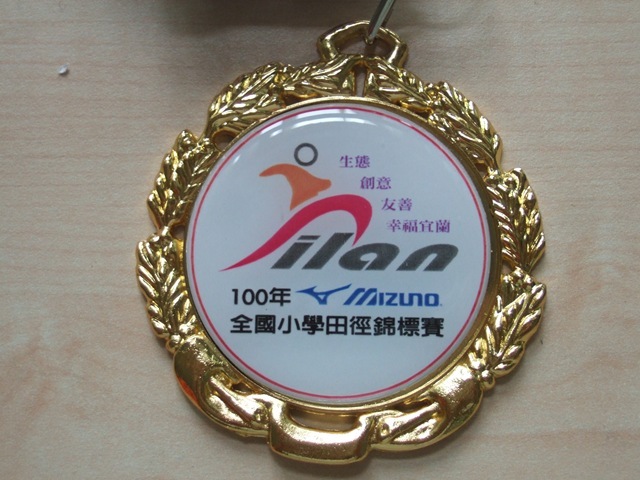 生態
創意
友善
幸福宜蘭
ilan
100年 MIZUNO
全國小學田徑錦標賽